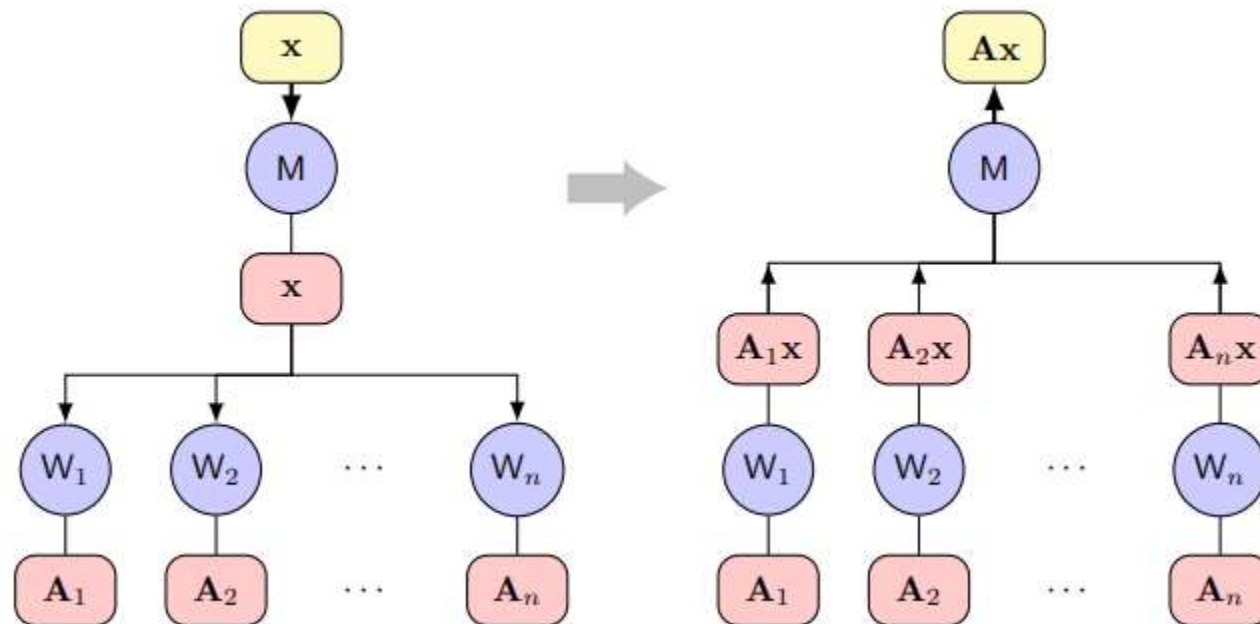 x
Ax
M
M
x
A₁x
A₂x
Aₙx
W₁
W₂
···
Wₙ
W₁
W₂
···
Wₙ
A₁
A₂
···
Aₙ
A₁
A₂
···
Aₙ